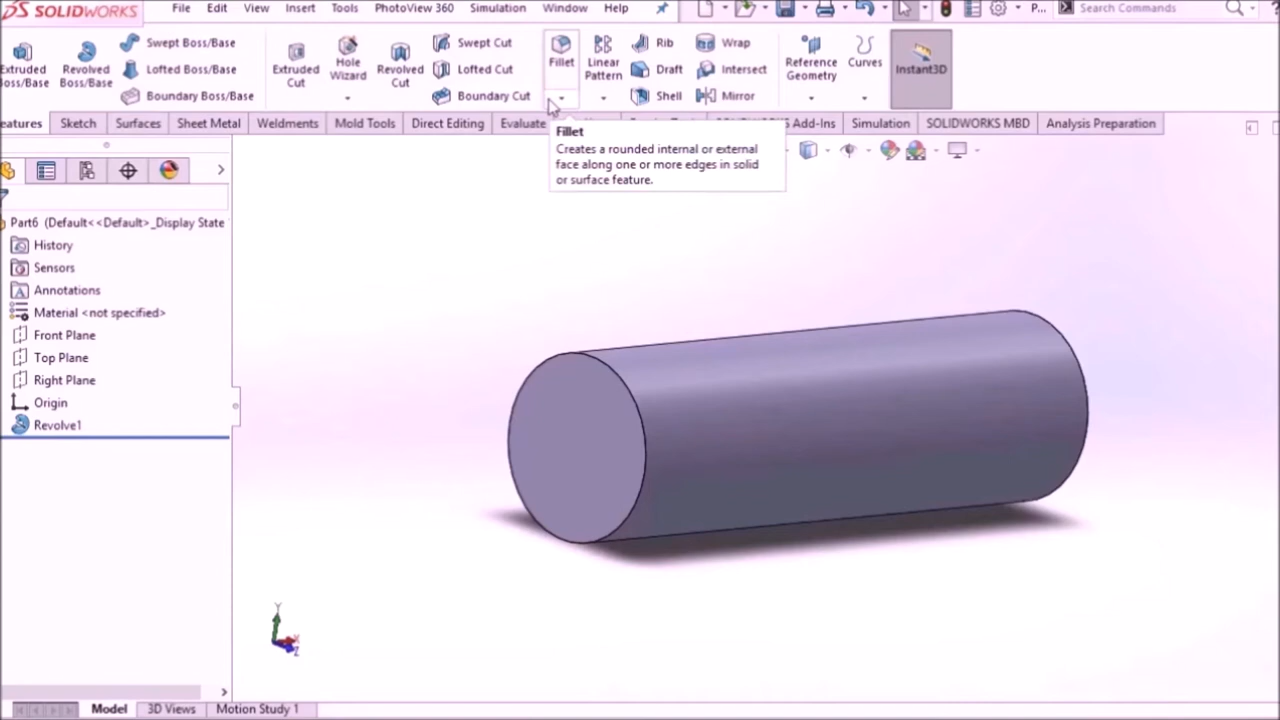 SOLIDWORKS File Edit View Insert Tools PhotoView 360 Simulation Window Help P... Search Commands
Extruded Boss/Base
Revolved Boss/Base
Swept Boss/Base
Lofted Boss/Base
Boundary Boss/Base
Extruded Cut
Hole Wizard
Revolved Cut
Swept Cut
Lofted Cut
Boundary Cut
Fillet
Linear Pattern
Rib
Draft
Shell
Wrap
Intersect
Mirror
Reference Geometry
Curves
Instant3D
eatures Sketch Surfaces Sheet Metal Weldments Mold Tools Direct Editing Evaluate Add-Ins Simulation SOLIDWORKS MBD Analysis Preparation
Fillet
Creates a rounded internal or external
face along one or more edges in solid
or surface feature.
Part6 (Default<<Default>_Display State
History
Sensors
Annotations
Material <not specified>
Front Plane
Top Plane
Right Plane
Origin
Revolve1
Y
X
Z
Model 3D Views Motion Study 1